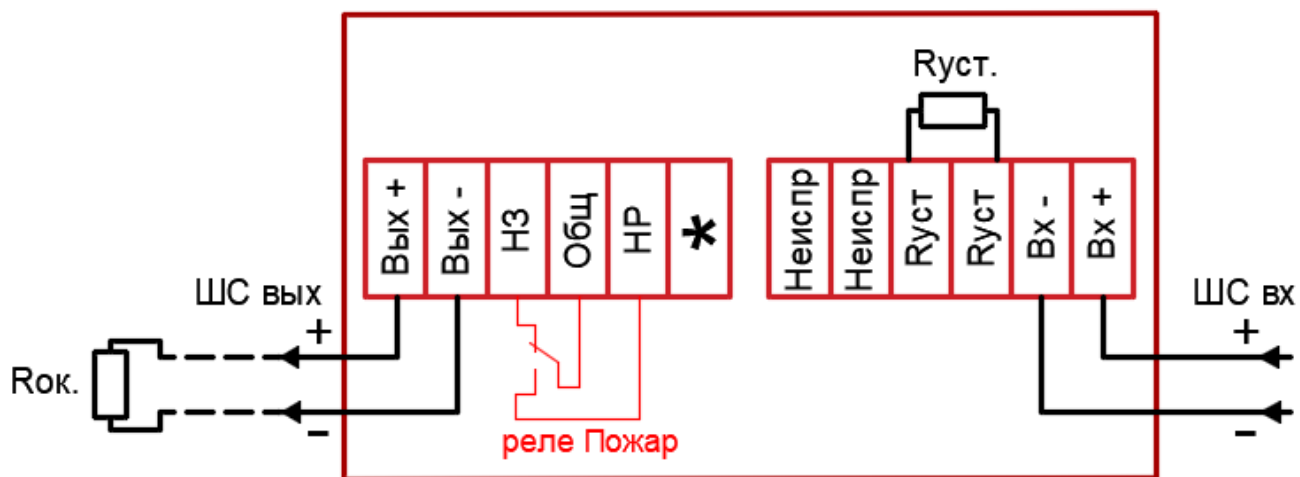 Rуст.
Вых +
Вых -
НЗ
Общ
НР
*
Неиспр
Неиспр
Rуст
Rуст
Вх -
Вх +
ШС вых
+
-
Rок.
ШС вх
+
-
реле Пожар